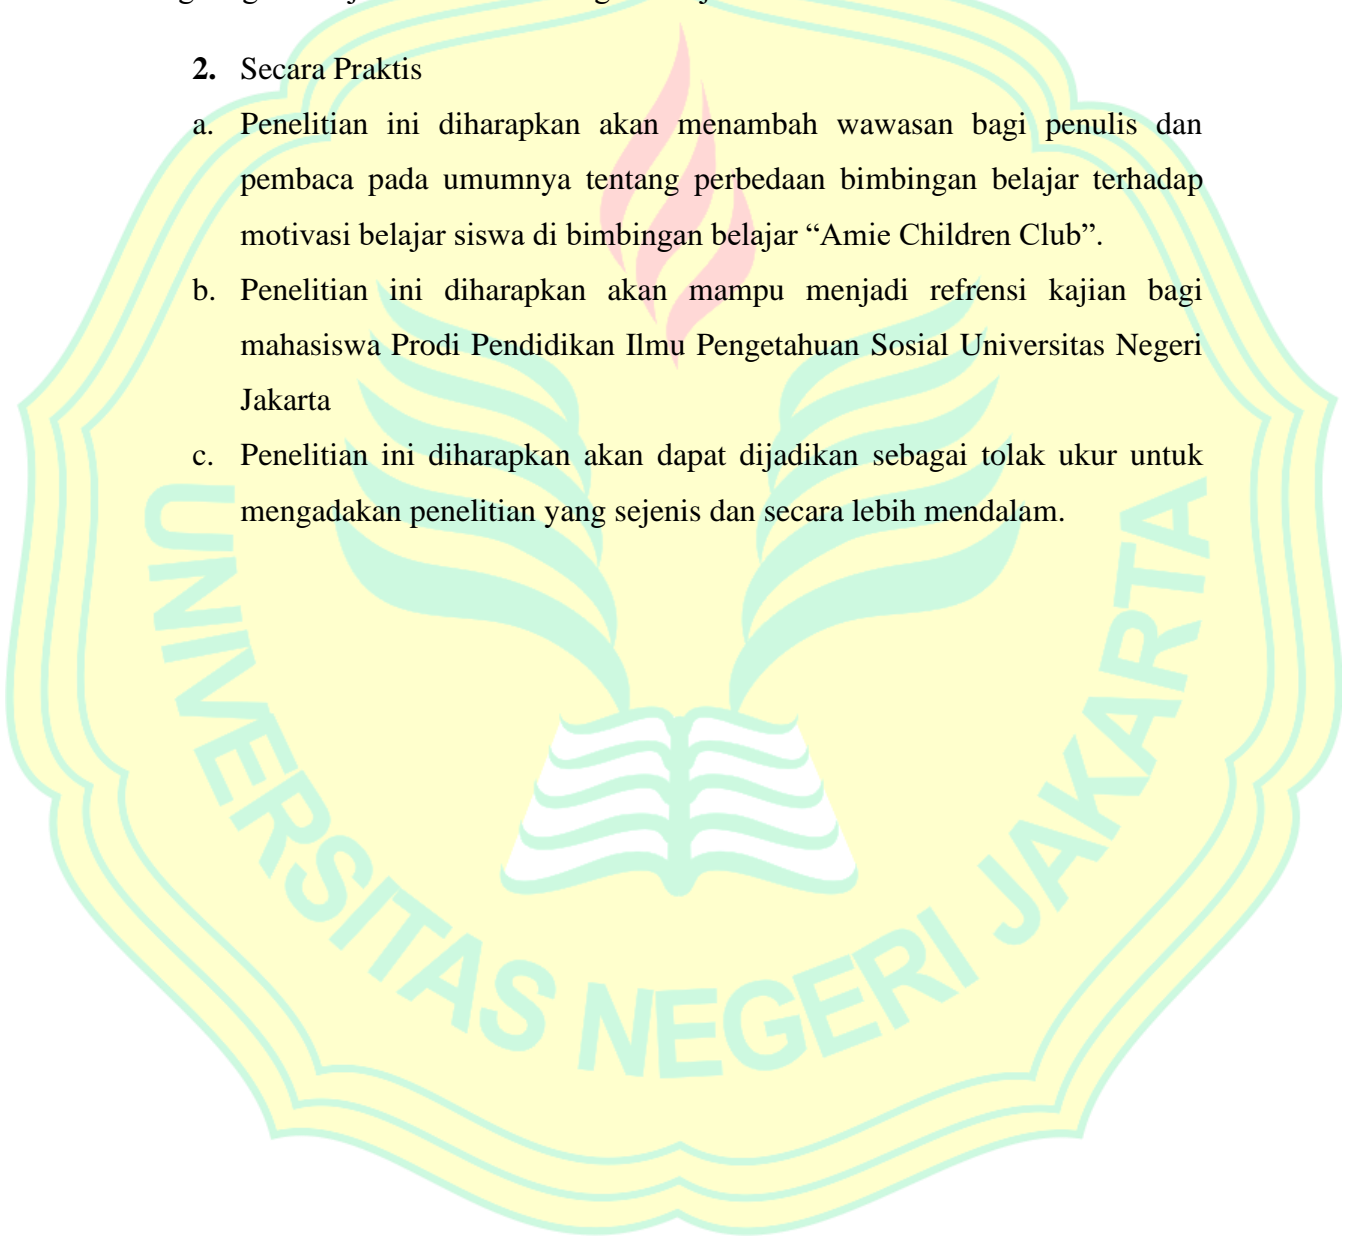 2. Secara Praktis
a. Penelitian ini diharapkan akan menambah wawasan bagi penulis dan
pembaca pada umumnya tentang perbedaan bimbingan belajar terhadap
motivasi belajar siswa di bimbingan belajar “Amie Children Club”.
b. Penelitian ini diharapkan akan mampu menjadi refrensi kajian bagi
mahasiswa Prodi Pendidikan Ilmu Pengetahuan Sosial Universitas Negeri
Jakarta
c. Penelitian ini diharapkan akan dapat dijadikan sebagai tolak ukur untuk
mengadakan penelitian yang sejenis dan secara lebih mendalam.
UNIVERSITAS NEGERI JAKARTA